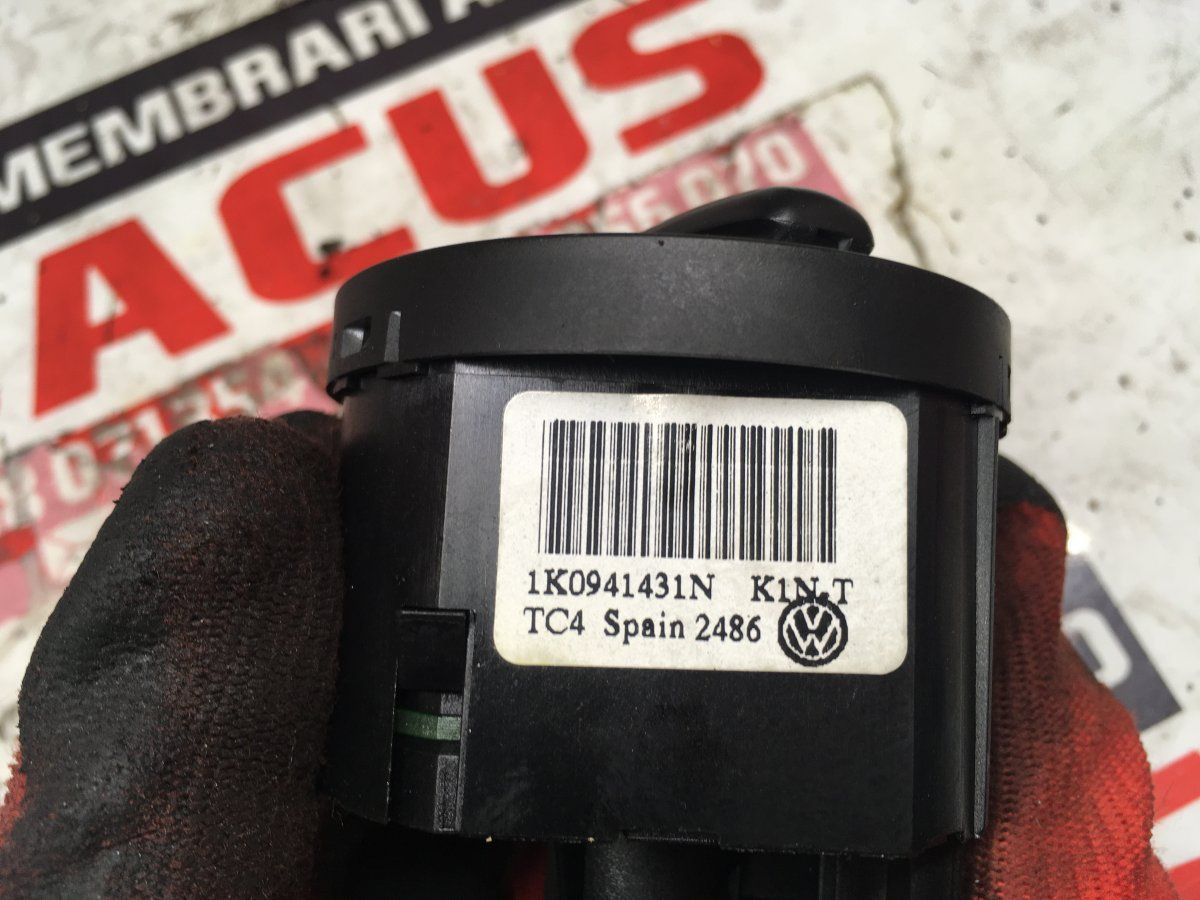 MEMBRARI
ACUS
1K0941431N K1N-T
TC4 Spain 2486